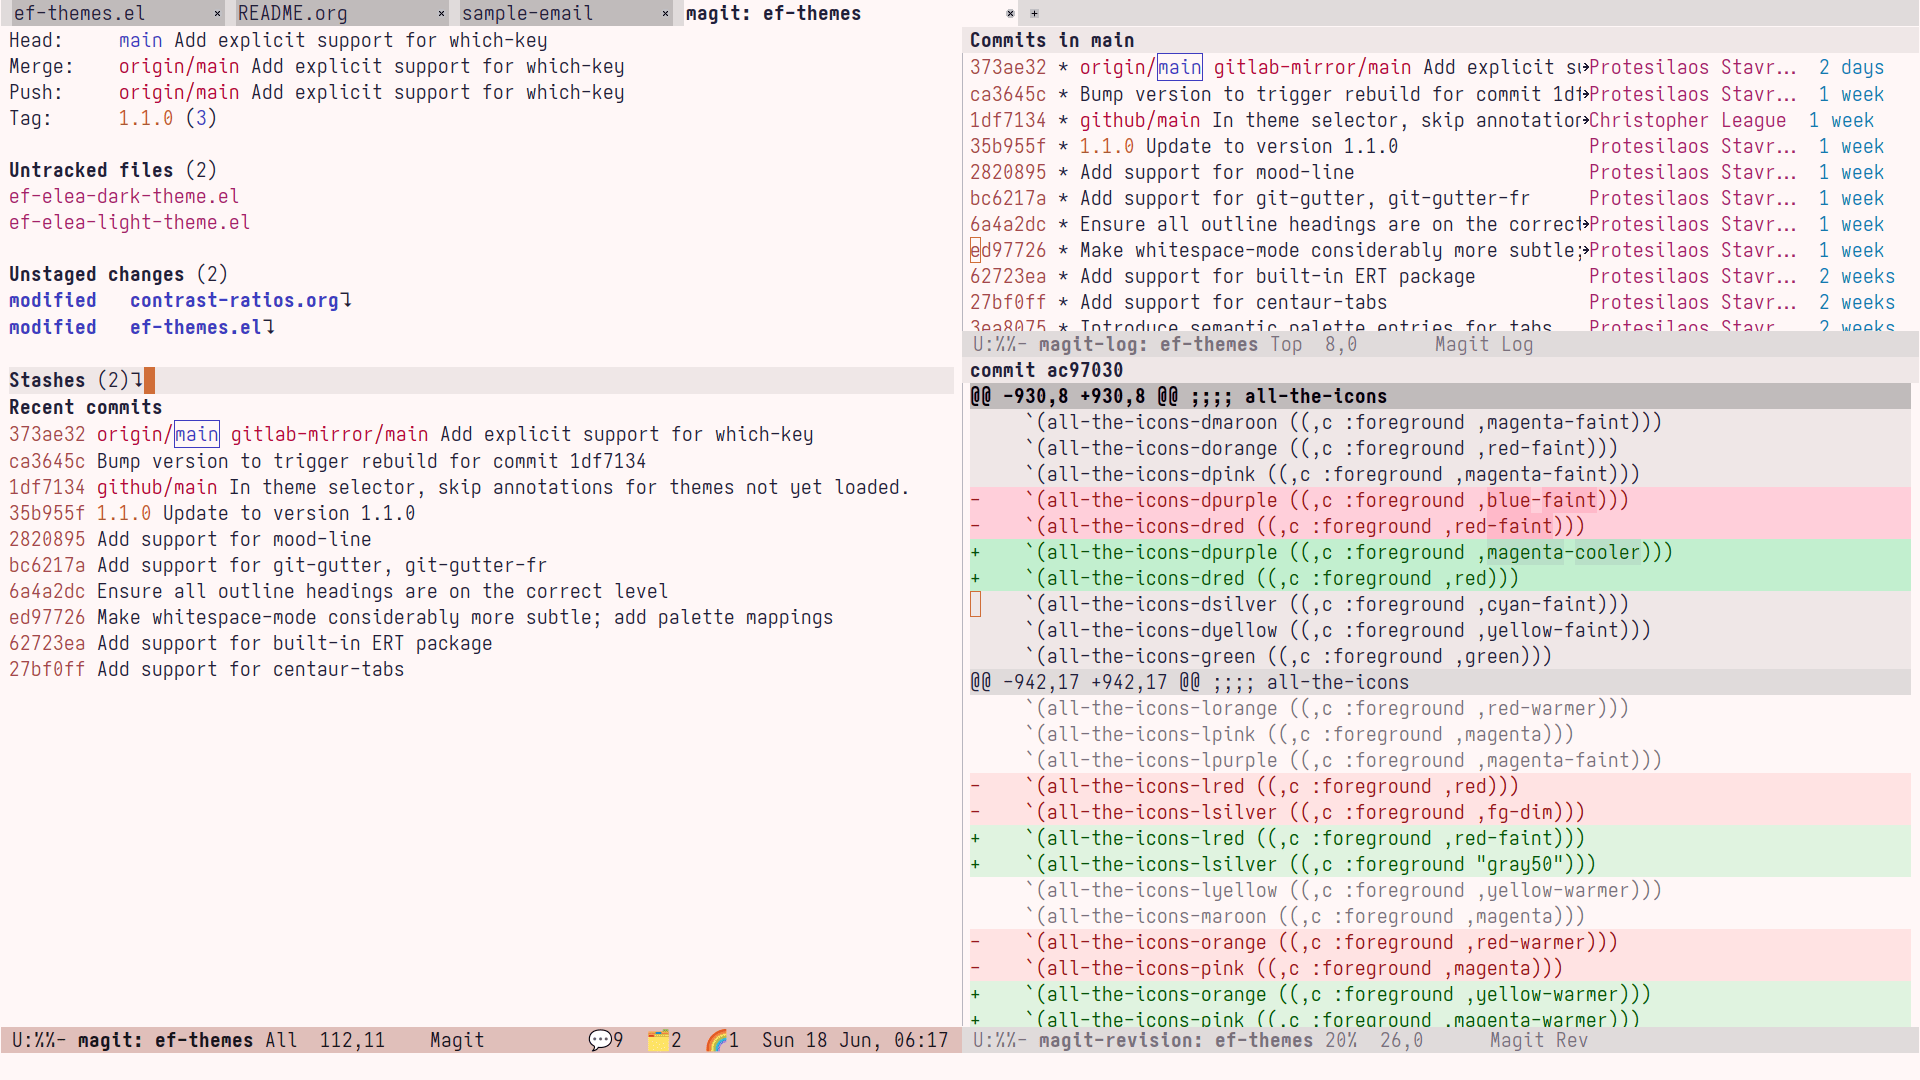 ef-themes.el × README.org × sample-email × magit: ef-themes × +
Head: main Add explicit support for which-key
Merge: origin/main Add explicit support for which-key
Push: origin/main Add explicit support for which-key
Tag: 1.1.0 (3)
Untracked files (2)
ef-elea-dark-theme.el
ef-elea-light-theme.el
Unstaged changes (2)
modified contrast-ratios.org
modified ef-themes.el
Stashes (2)
Recent commits
373ae32 origin/main gitlab-mirror/main Add explicit support for which-key
ca3645c Bump version to trigger rebuild for commit 1df7134
1df7134 github/main In theme selector, skip annotations for themes not yet loaded.
35b955f 1.1.0 Update to version 1.1.0
2820895 Add support for mood-line
bc6217a Add support for git-gutter, git-gutter-fr
6a4a2dc Ensure all outline headings are on the correct level
ed97726 Make whitespace-mode considerably more subtle; add palette mappings
62723ea Add support for built-in ERT package
27bf0ff Add support for centaur-tabs
U:%%- magit: ef-themes All 112,11 Magit 💬9 🗂️2 🌈1 Sun 18 Jun, 06:17
Commits in main
373ae32 * origin/main gitlab-mirror/main Add explicit su Protesilaos Stavr... 2 days
ca3645c * Bump version to trigger rebuild for commit 1df Protesilaos Stavr... 1 week
1df7134 * github/main In theme selector, skip annotation Christopher League 1 week
35b955f * 1.1.0 Update to version 1.1.0 Protesilaos Stavr... 1 week
2820895 * Add support for mood-line Protesilaos Stavr... 1 week
bc6217a * Add support for git-gutter, git-gutter-fr Protesilaos Stavr... 1 week
6a4a2dc * Ensure all outline headings are on the correct Protesilaos Stavr... 1 week
ed97726 * Make whitespace-mode considerably more subtle; Protesilaos Stavr... 1 week
62723ea * Add support for built-in ERT package Protesilaos Stavr... 2 weeks
27bf0ff * Add support for centaur-tabs Protesilaos Stavr... 2 weeks
3ea8075 * Introduce semantic palette entries for tabs Protesilaos Stavr... 2 weeks
U:%%- magit-log: ef-themes Top 8,0 Magit Log
commit ac97030
@@ -930,8 +930,8 @@ ;;;; all-the-icons
`(all-the-icons-dmaroon ((,c :foreground ,magenta-faint)))
`(all-the-icons-dorange ((,c :foreground ,red-faint)))
`(all-the-icons-dpink ((,c :foreground ,magenta-faint)))
- `(all-the-icons-dpurple ((,c :foreground ,blue-faint)))
- `(all-the-icons-dred ((,c :foreground ,red-faint)))
+ `(all-the-icons-dpurple ((,c :foreground ,magenta-cooler)))
+ `(all-the-icons-dred ((,c :foreground ,red)))
`(all-the-icons-dsilver ((,c :foreground ,cyan-faint)))
`(all-the-icons-dyellow ((,c :foreground ,yellow-faint)))
`(all-the-icons-green ((,c :foreground ,green)))
@@ -942,17 +942,17 @@ ;;;; all-the-icons
`(all-the-icons-lorange ((,c :foreground ,red-warmer)))
`(all-the-icons-lpink ((,c :foreground ,magenta)))
`(all-the-icons-lpurple ((,c :foreground ,magenta-faint)))
- `(all-the-icons-lred ((,c :foreground ,red)))
- `(all-the-icons-lsilver ((,c :foreground ,fg-dim)))
+ `(all-the-icons-lred ((,c :foreground ,red-faint)))
+ `(all-the-icons-lsilver ((,c :foreground "gray50")))
`(all-the-icons-lyellow ((,c :foreground ,yellow-warmer)))
`(all-the-icons-maroon ((,c :foreground ,magenta)))
- `(all-the-icons-orange ((,c :foreground ,red-warmer)))
- `(all-the-icons-pink ((,c :foreground ,magenta)))
+ `(all-the-icons-orange ((,c :foreground ,yellow-warmer)))
+ `(all-the-icons-pink ((,c :foreground ,magenta-warmer)))
U:%%- magit-revision: ef-themes 20% 26,0 Magit Rev